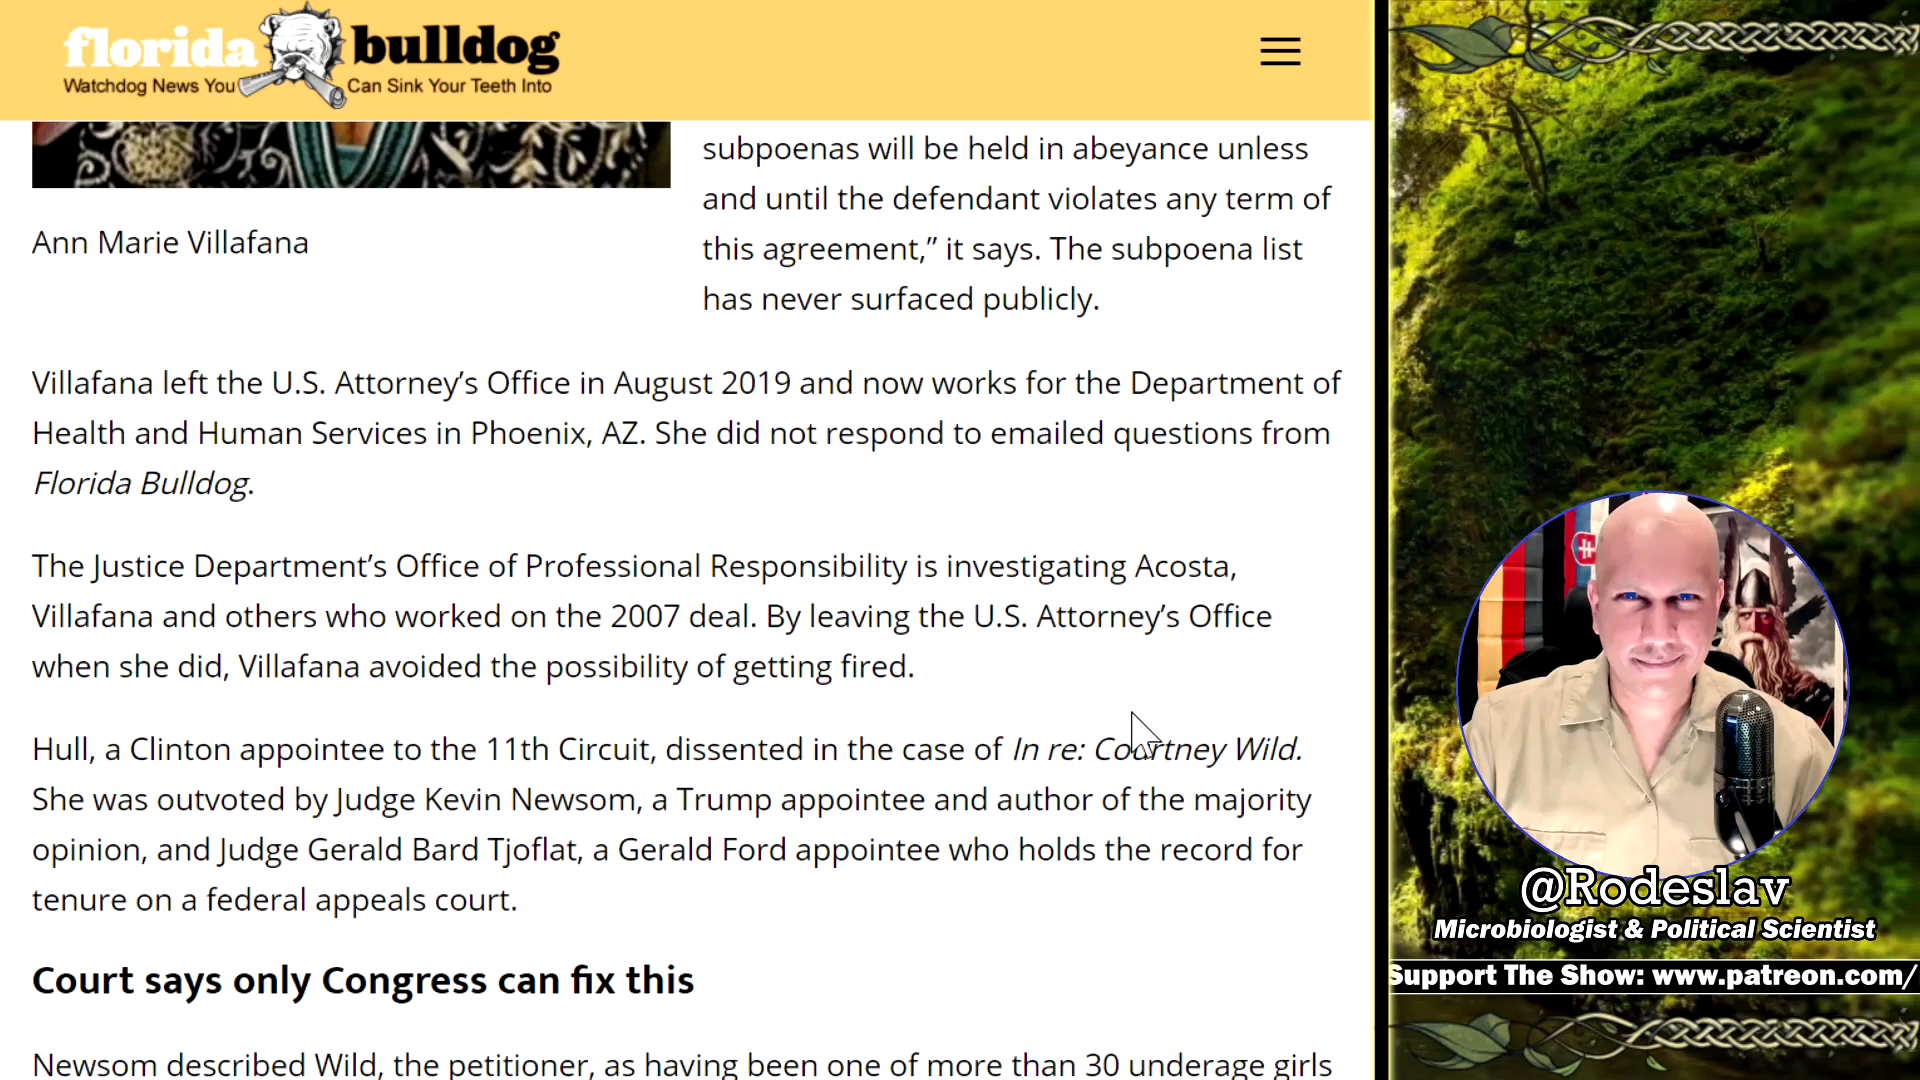 florida bulldog
Watchdog News You Can Sink Your Teeth Into
subpoenas will be held in abeyance unless
and until the defendant violates any term of
this agreement,” it says. The subpoena list
has never surfaced publicly.
Ann Marie Villafana
Villafana left the U.S. Attorney’s Office in August 2019 and now works for the Department of
Health and Human Services in Phoenix, AZ. She did not respond to emailed questions from
Florida Bulldog.
The Justice Department’s Office of Professional Responsibility is investigating Acosta,
Villafana and others who worked on the 2007 deal. By leaving the U.S. Attorney’s Office
when she did, Villafana avoided the possibility of getting fired.
Hull, a Clinton appointee to the 11th Circuit, dissented in the case of In re: Courtney Wild.
She was outvoted by Judge Kevin Newsom, a Trump appointee and author of the majority
opinion, and Judge Gerald Bard Tjoflat, a Gerald Ford appointee who holds the record for
tenure on a federal appeals court.
Court says only Congress can fix this
Newsom described Wild, the petitioner, as having been one of more than 30 underage girls
@Rodeslav
Microbiologist & Political Scientist
Support The Show: www.patreon.com/